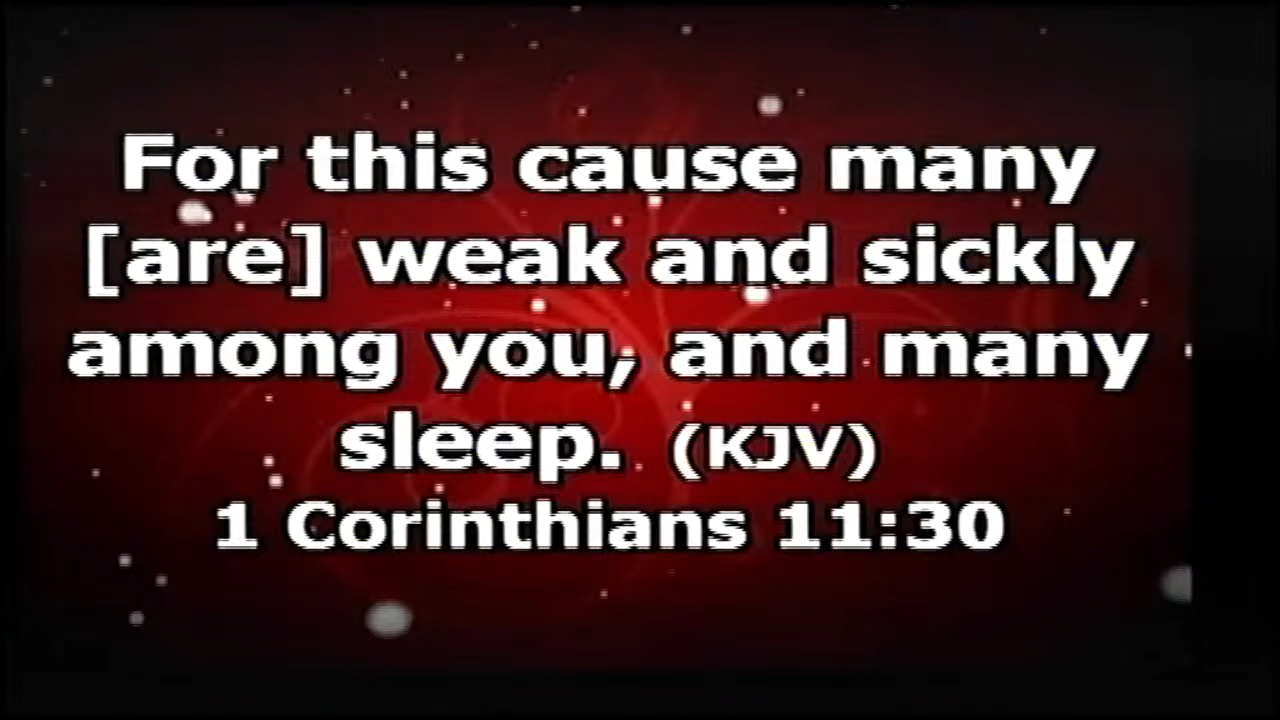 For this cause many
[are] weak and sickly
among you, and many
sleep. (KJV)
1 Corinthians 11:30